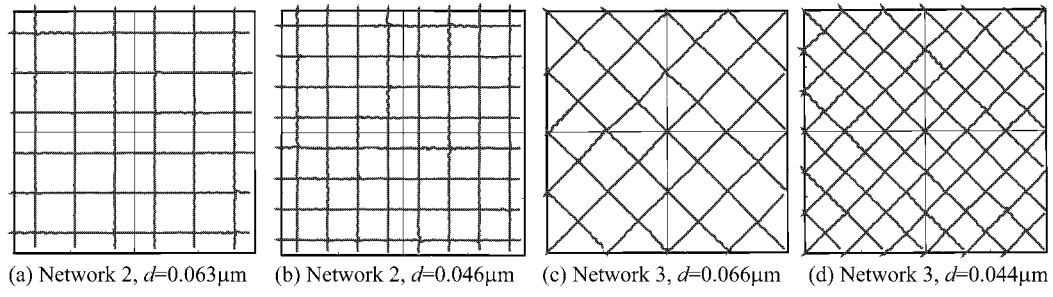 (a) Network 2, d=0.063μm (b) Network 2, d=0.046μm (c) Network 3, d=0.066μm (d) Network 3, d=0.044μm